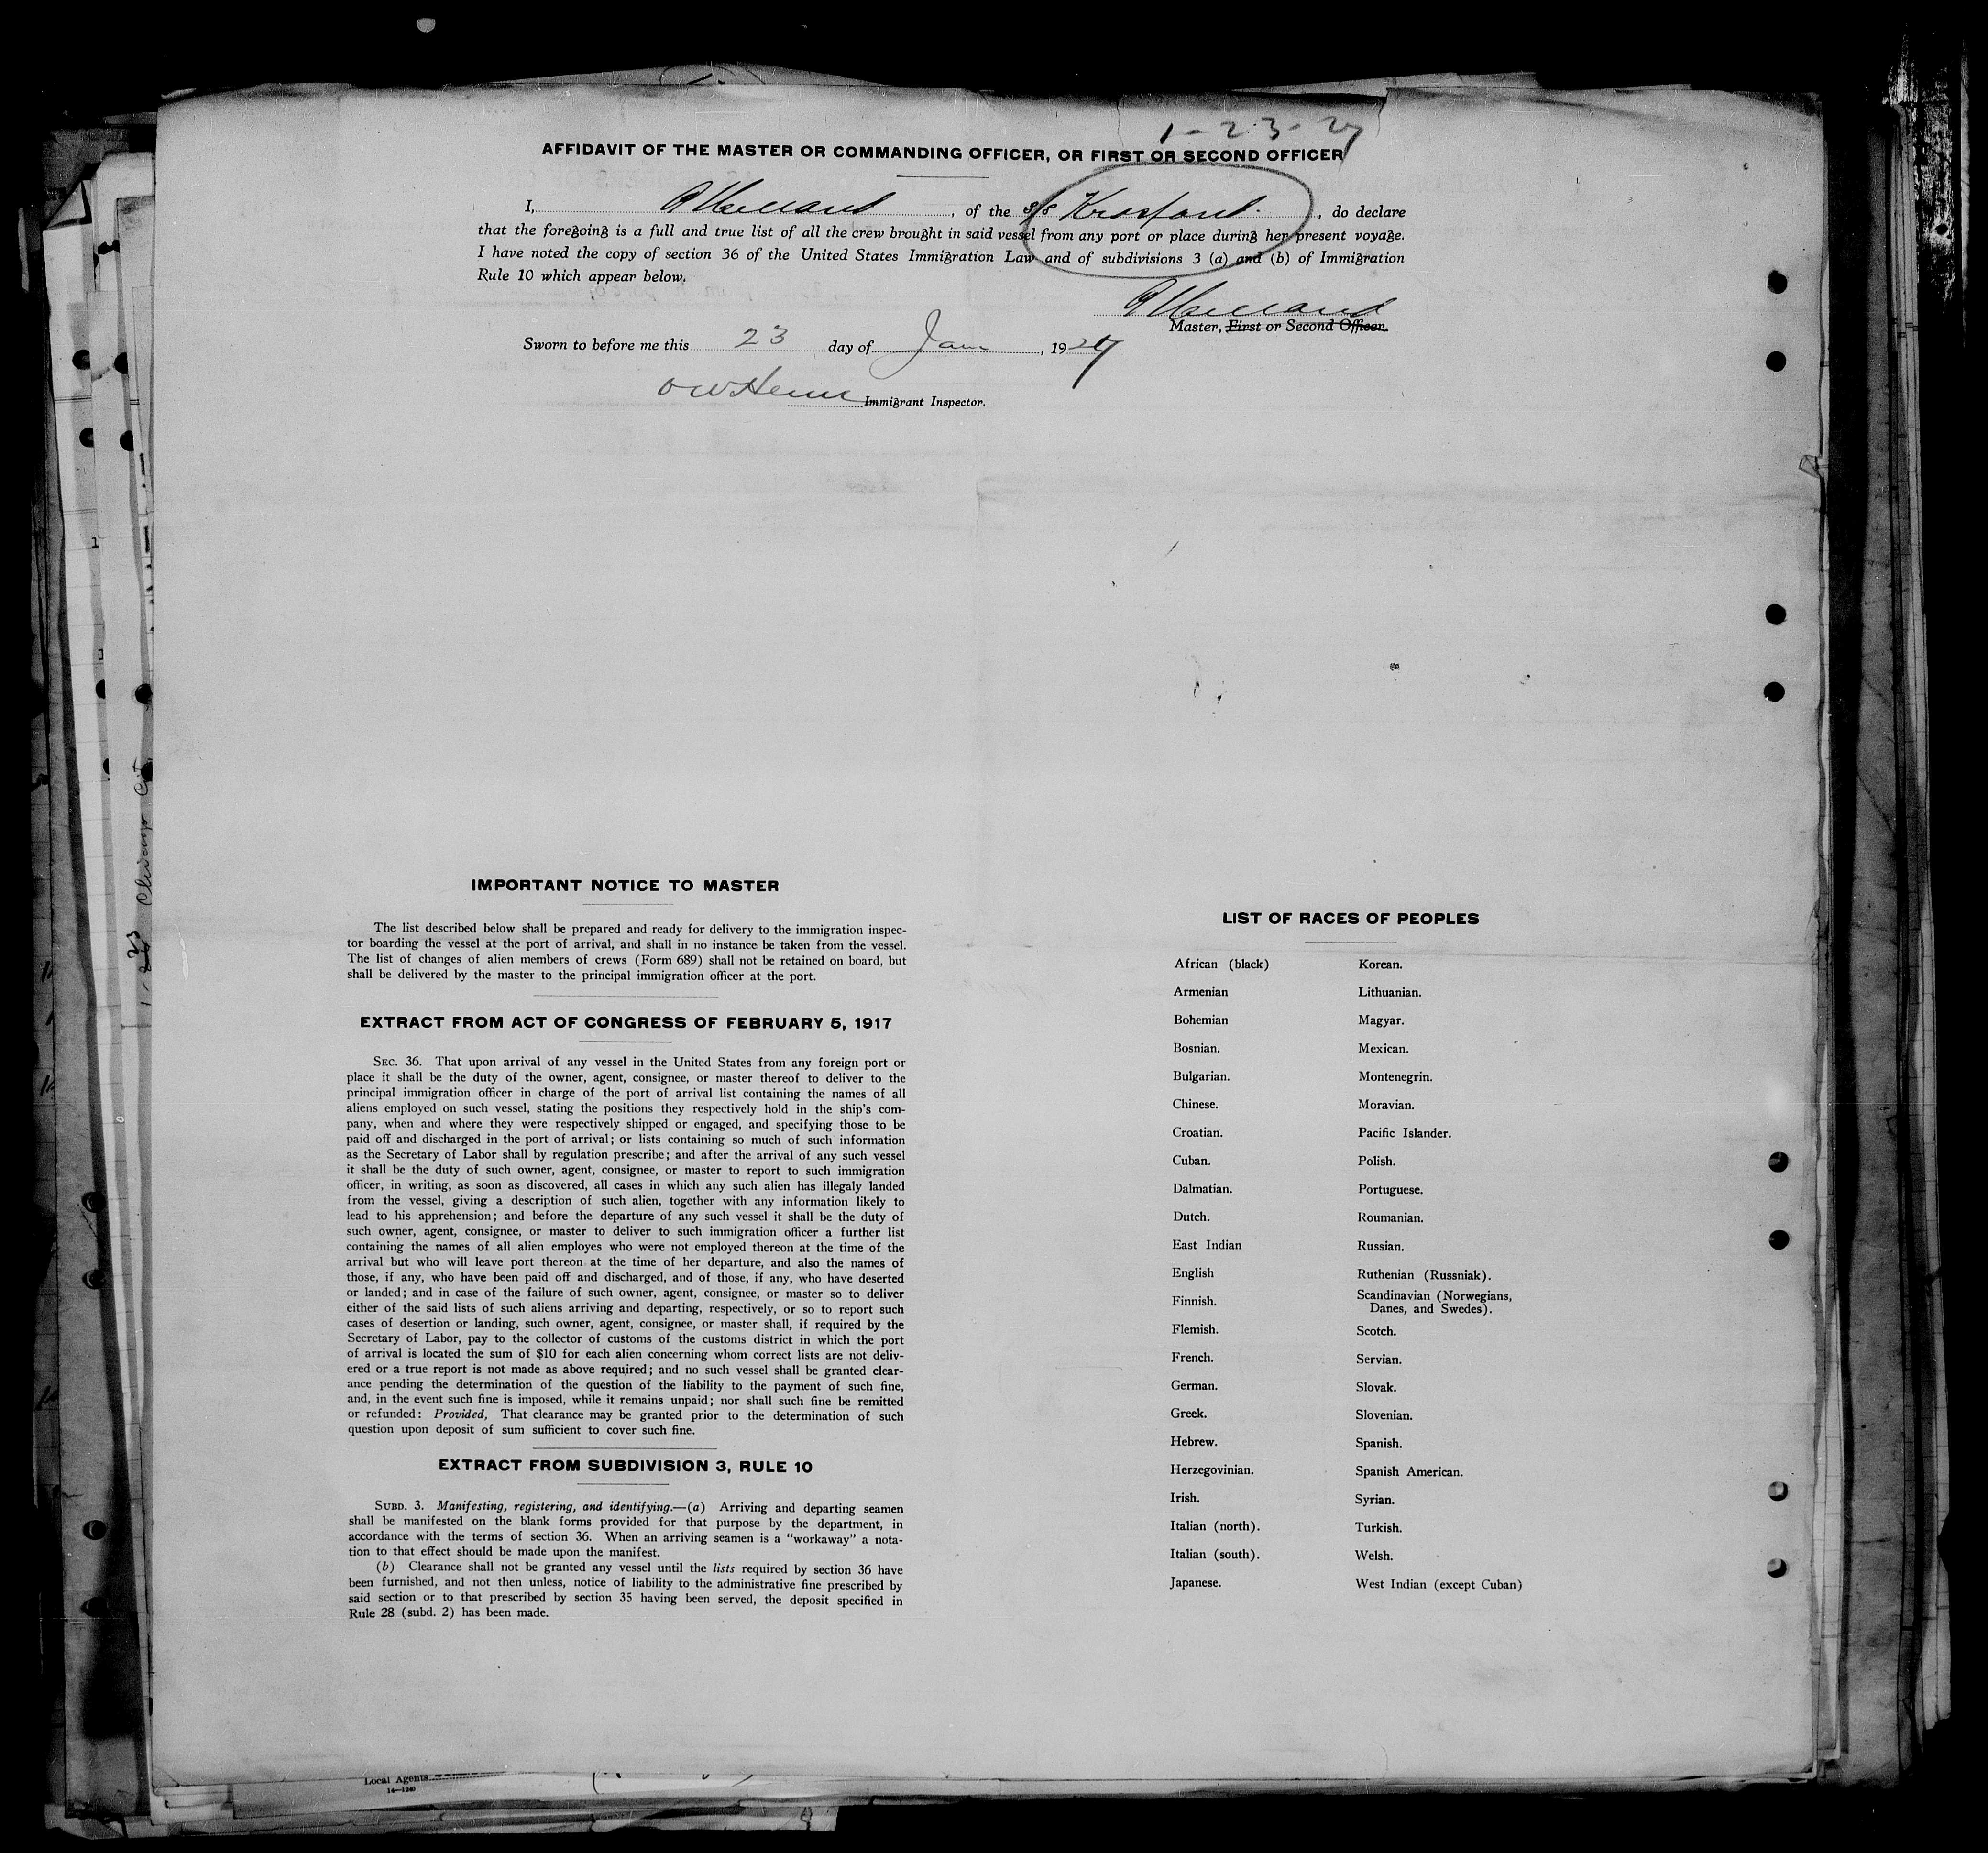 1-23-27
AFFIDAVIT OF THE MASTER OR COMMANDING OFFICER, OR FIRST OR SECOND OFFICER
I, , of the S/S , do declare
that the foregoing is a full and true list of all the crew brought in said vessel from any port or place during her present voyage.
I have noted the copy of section 36 of the United States Immigration Law and of subdivisions 3 (a) and (b) of Immigration
Rule 10 which appear below.
Master, First or Second Officer.
Sworn to before me this 23 day of Jan , 1927
Immigrant Inspector.
IMPORTANT NOTICE TO MASTER
The list described below shall be prepared and ready for delivery to the immigration inspec-
tor boarding the vessel at the port of arrival, and shall in no instance be taken from the vessel.
The list of changes of alien members of crews (Form 689) shall not be retained on board, but
shall be delivered by the master to the principal immigration officer at the port.
EXTRACT FROM ACT OF CONGRESS OF FEBRUARY 5, 1917
SEC. 36. That upon arrival of any vessel in the United States from any foreign port or
place it shall be the duty of the owner, agent, consignee, or master thereof to deliver to the
principal immigration officer in charge of the port of arrival list containing the names of all
aliens employed on such vessel, stating the positions they respectively hold in the ship's com-
pany, when and where they were respectively shipped or engaged, and specifying those to be
paid off and discharged in the port of arrival; or lists containing so much of such information
as the Secretary of Labor shall by regulation prescribe; and after the arrival of any such vessel
it shall be the duty of such owner, agent, consignee, or master to report to such immigration
officer, in writing, as soon as discovered, all cases in which any such alien has illegaly landed
from the vessel, giving a description of such alien, together with any information likely to
lead to his apprehension; and before the departure of any such vessel it shall be the duty of
such owner, agent, consignee, or master to deliver to such immigration officer a further list
containing the names of all alien employes who were not employed thereon at the time of the
arrival but who will leave port thereon at the time of her departure, and also the names of
those, if any, who have been paid off and discharged, and of those, if any, who have deserted
or landed; and in case of the failure of such owner, agent, consignee, or master so to deliver
either of the said lists of such aliens arriving and departing, respectively, or so to report such
cases of desertion or landing, such owner, agent, consignee, or master shall, if required by the
Secretary of Labor, pay to the collector of customs of the customs district in which the port
of arrival is located the sum of $10 for each alien concerning whom correct lists are not deliv-
ered or a true report is not made as above required; and no such vessel shall be granted clear-
ance pending the determination of the question of the liability to the payment of such fine,
and, in the event such fine is imposed, while it remains unpaid; nor shall such fine be remitted
or refunded: Provided, That clearance may be granted prior to the determination of such
question upon deposit of sum sufficient to cover such fine.
EXTRACT FROM SUBDIVISION 3, RULE 10
SUBD. 3. Manifesting, registering, and identifying.—(a) Arriving and departing seamen
shall be manifested on the blank forms provided for that purpose by the department, in
accordance with the terms of section 36. When an arriving seamen is a "workaway" a nota-
tion to that effect should be made upon the manifest.
(b) Clearance shall not be granted any vessel until the lists required by section 36 have
been furnished, and not then unless, notice of liability to the administrative fine prescribed by
said section or to that prescribed by section 35 having been served, the deposit specified in
Rule 28 (subd. 2) has been made.
LIST OF RACES OF PEOPLES
African (black) Korean.
Armenian Lithuanian.
Bohemian Magyar.
Bosnian. Mexican.
Bulgarian. Montenegrin.
Chinese. Moravian.
Croatian. Pacific Islander.
Cuban. Polish.
Dalmatian. Portuguese.
Dutch. Roumanian.
East Indian Russian.
English Ruthenian (Russniak).
Finnish. Scandinavian (Norwegians,
Danes, and Swedes).
Flemish. Scotch.
French. Servian.
German. Slovak.
Greek. Slovenian.
Hebrew. Spanish.
Herzegovinian. Spanish American.
Irish. Syrian.
Italian (north). Turkish.
Italian (south). Welsh.
Japanese. West Indian (except Cuban)
Local Agents
14—1240